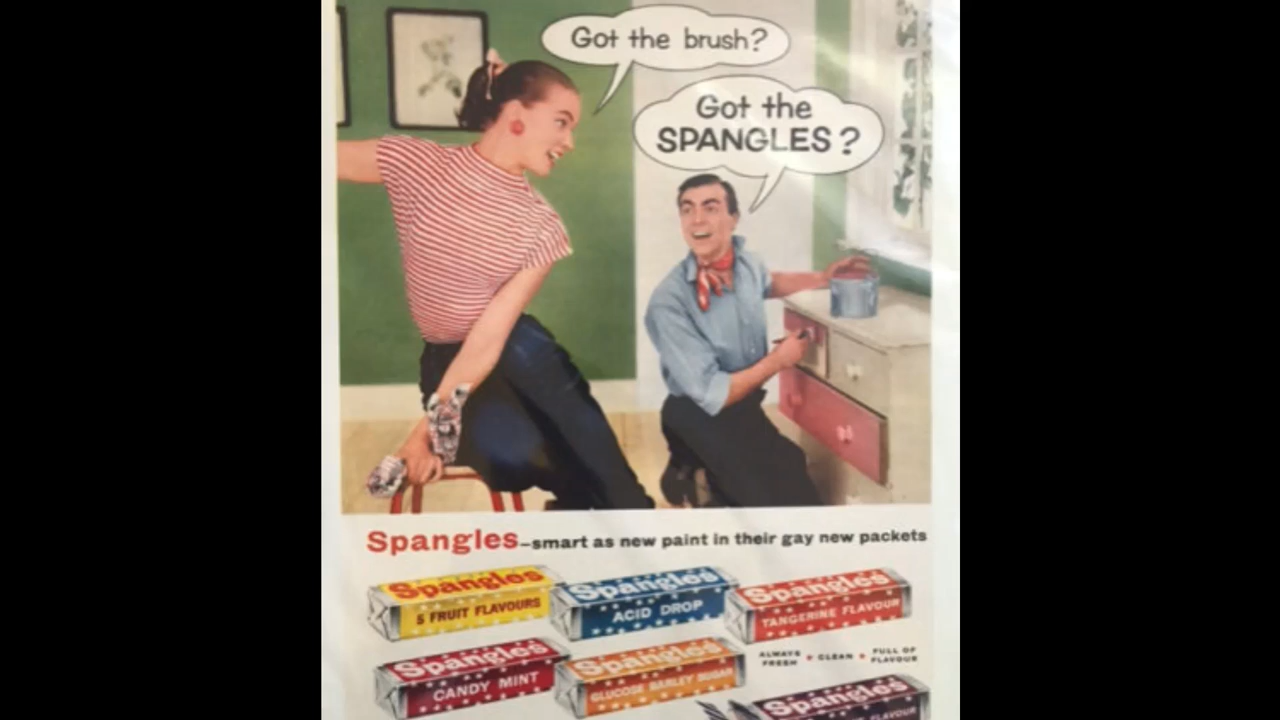 Got the brush?
Got the
SPANGLES?
Spangles–smart as new paint in their gay new packets
Spangles
5 FRUIT FLAVOURS
Spangles
ACID DROP
Spangles
TANGERINE FLAVOUR
Spangles
CANDY MINT
Spangles
GLUCOSE BARLEY SUGAR
ALWAYS FRESH • CLEAN • FULL OF FLAVOUR
Spangles
FLAVOUR